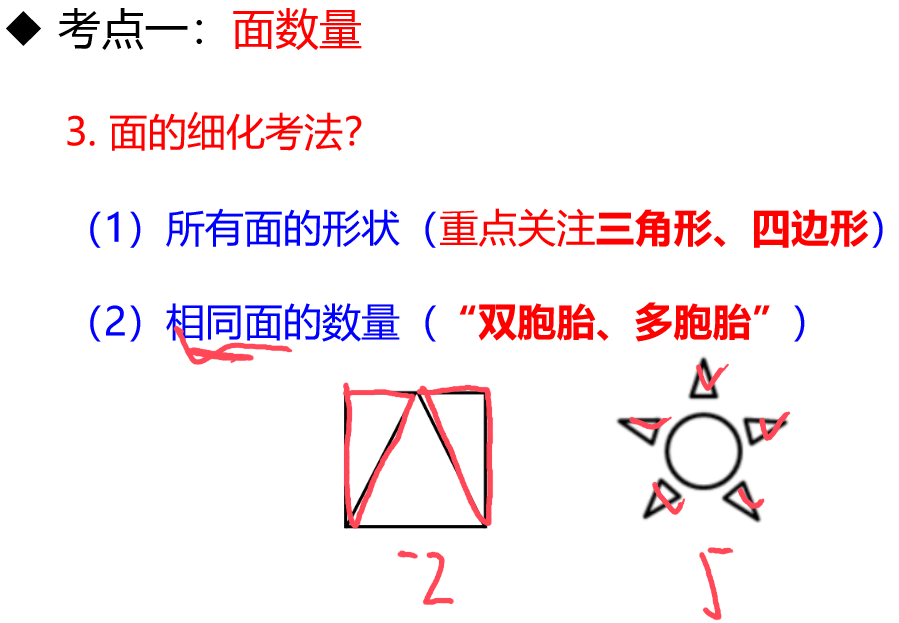 ◆ 考点一：面数量
3. 面的细化考法？
（1）所有面的形状（重点关注三角形、四边形）
（2）相同面的数量（“双胞胎、多胞胎”）
2 5